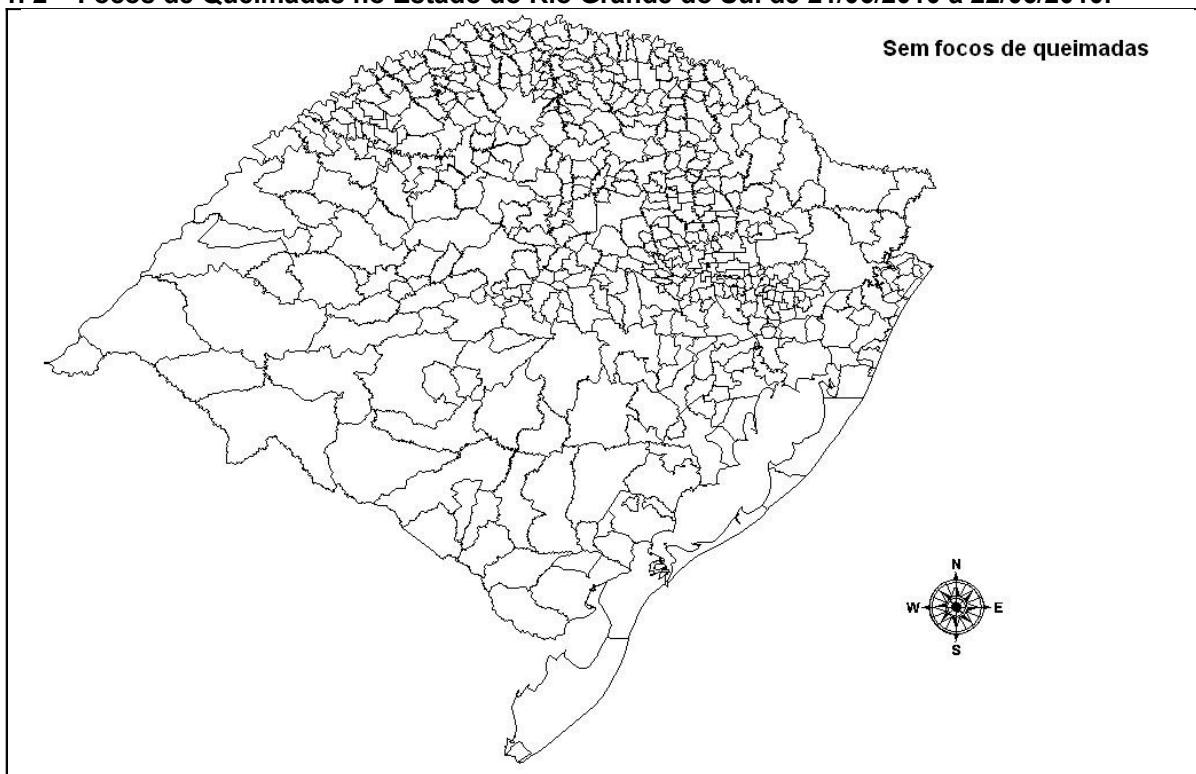 Focos de Queimadas no Estado do Rio Grande do Sul de
Sem focos de queimadas
N
W E
S